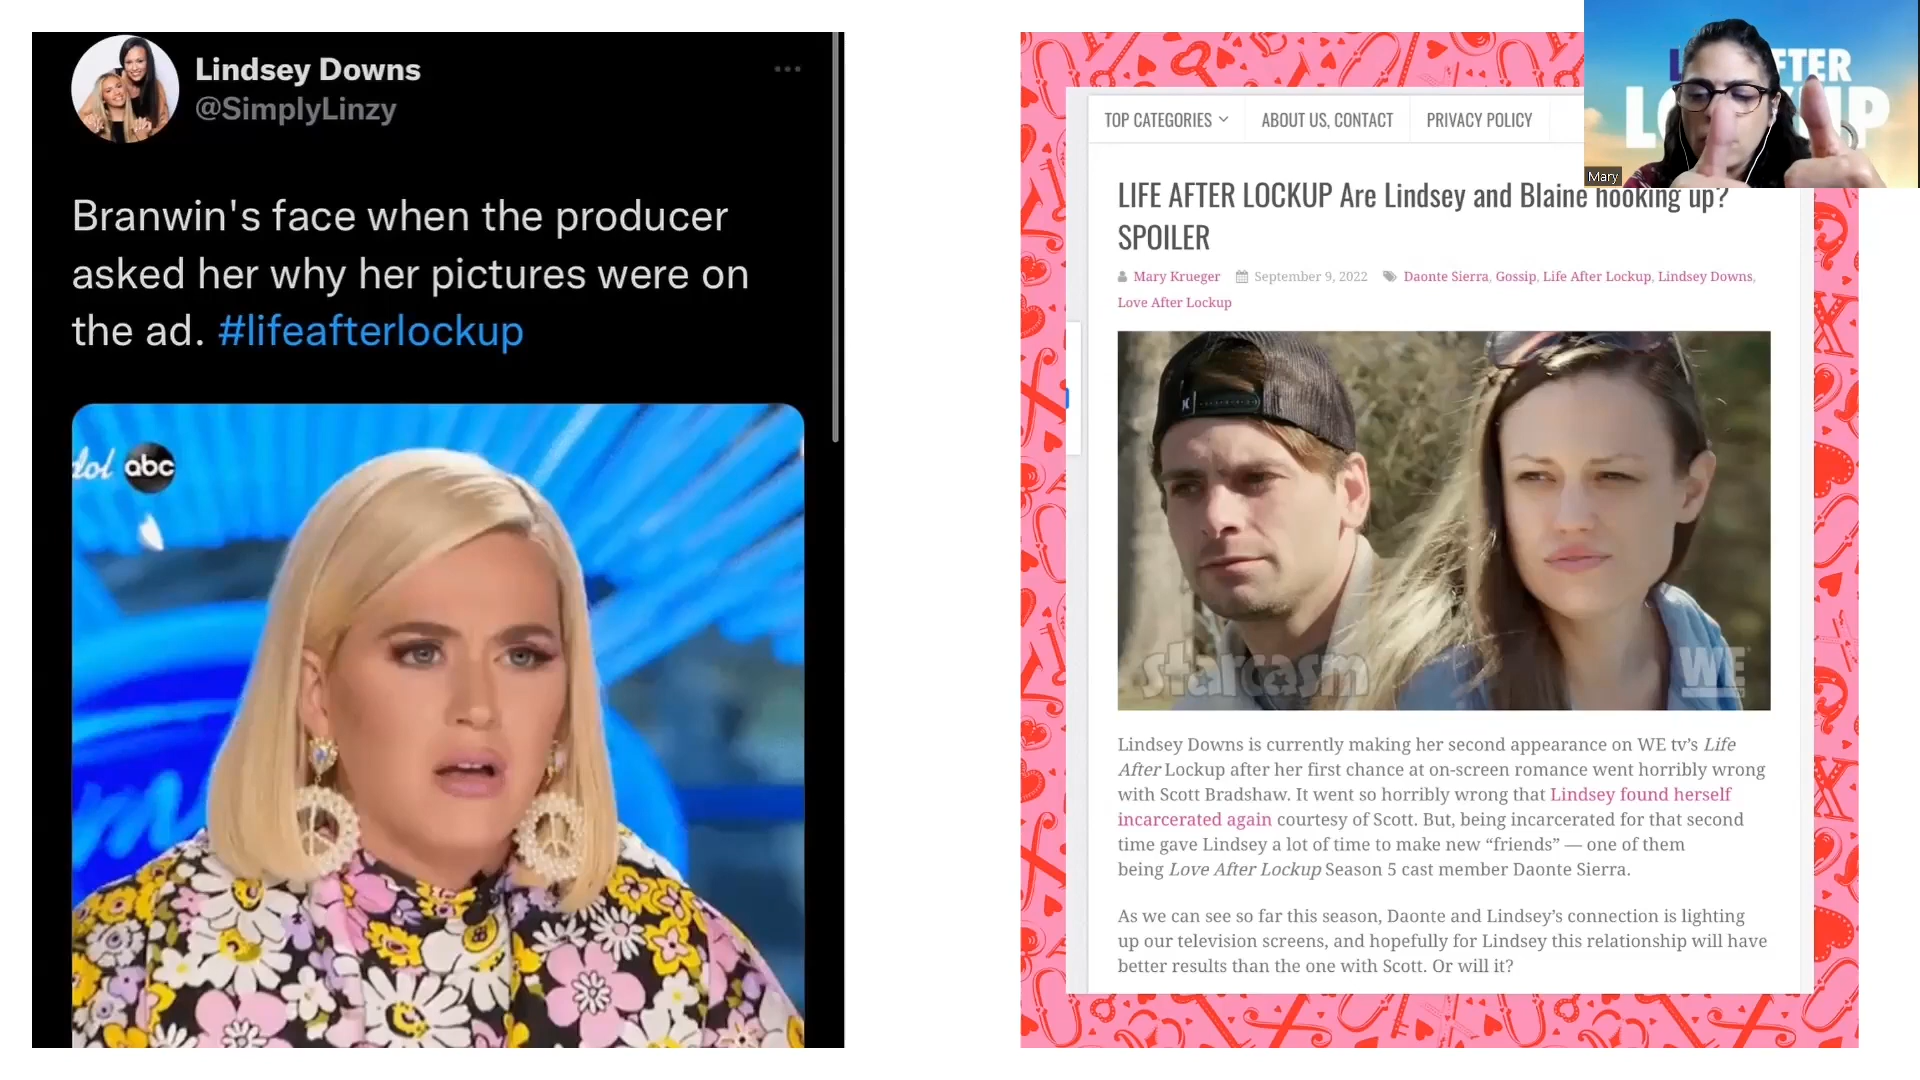 Lindsey Downs
@SimplyLinzy
Branwin's face when the producer
asked her why her pictures were on
the ad. #lifeafterlockup
dol abc
TOP CATEGORIES
ABOUT US, CONTACT
PRIVACY POLICY
LIFE AFTER LOCKUP Are Lindsey and Blaine hooking up?
SPOILER
Mary Krueger September 9, 2022 Daonte Sierra, Gossip, Life After Lockup, Lindsey Downs,
Love After Lockup
starcasm
WE
Lindsey Downs is currently making her second appearance on WE tv’s Life
After Lockup after her first chance at on-screen romance went horribly wrong
with Scott Bradshaw. It went so horribly wrong that Lindsey found herself
incarcerated again courtesy of Scott. But, being incarcerated for that second
time gave Lindsey a lot of time to make new “friends” — one of them
being Love After Lockup Season 5 cast member Daonte Sierra.
As we can see so far this season, Daonte and Lindsey’s connection is lighting
up our television screens, and hopefully for Lindsey this relationship will have
better results than the one with Scott. Or will it?
Mary